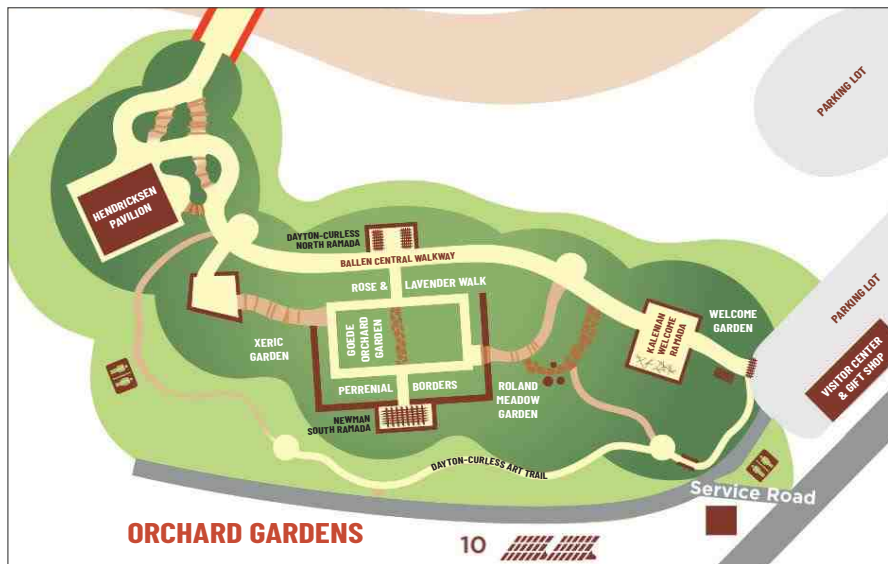 PARKING LOT
HENDRICKSEN
PAVILION
DAYTON-CURLESS
NORTH RAMADA
BALLEN CENTRAL WALKWAY
ROSE & LAVENDER WALK
GOEDE
ORCHARD
GARDEN
XERIC
GARDEN
PERRENIAL BORDERS
NEWMAN
SOUTH RAMADA
ROLAND
MEADOW
GARDEN
KALENIAN
WELCOME
RAMADA
WELCOME
GARDEN
PARKING LOT
VISITOR CENTER
& GIFT SHOP
DAYTON-CURLESS ART TRAIL
Service Road
ORCHARD GARDENS
10